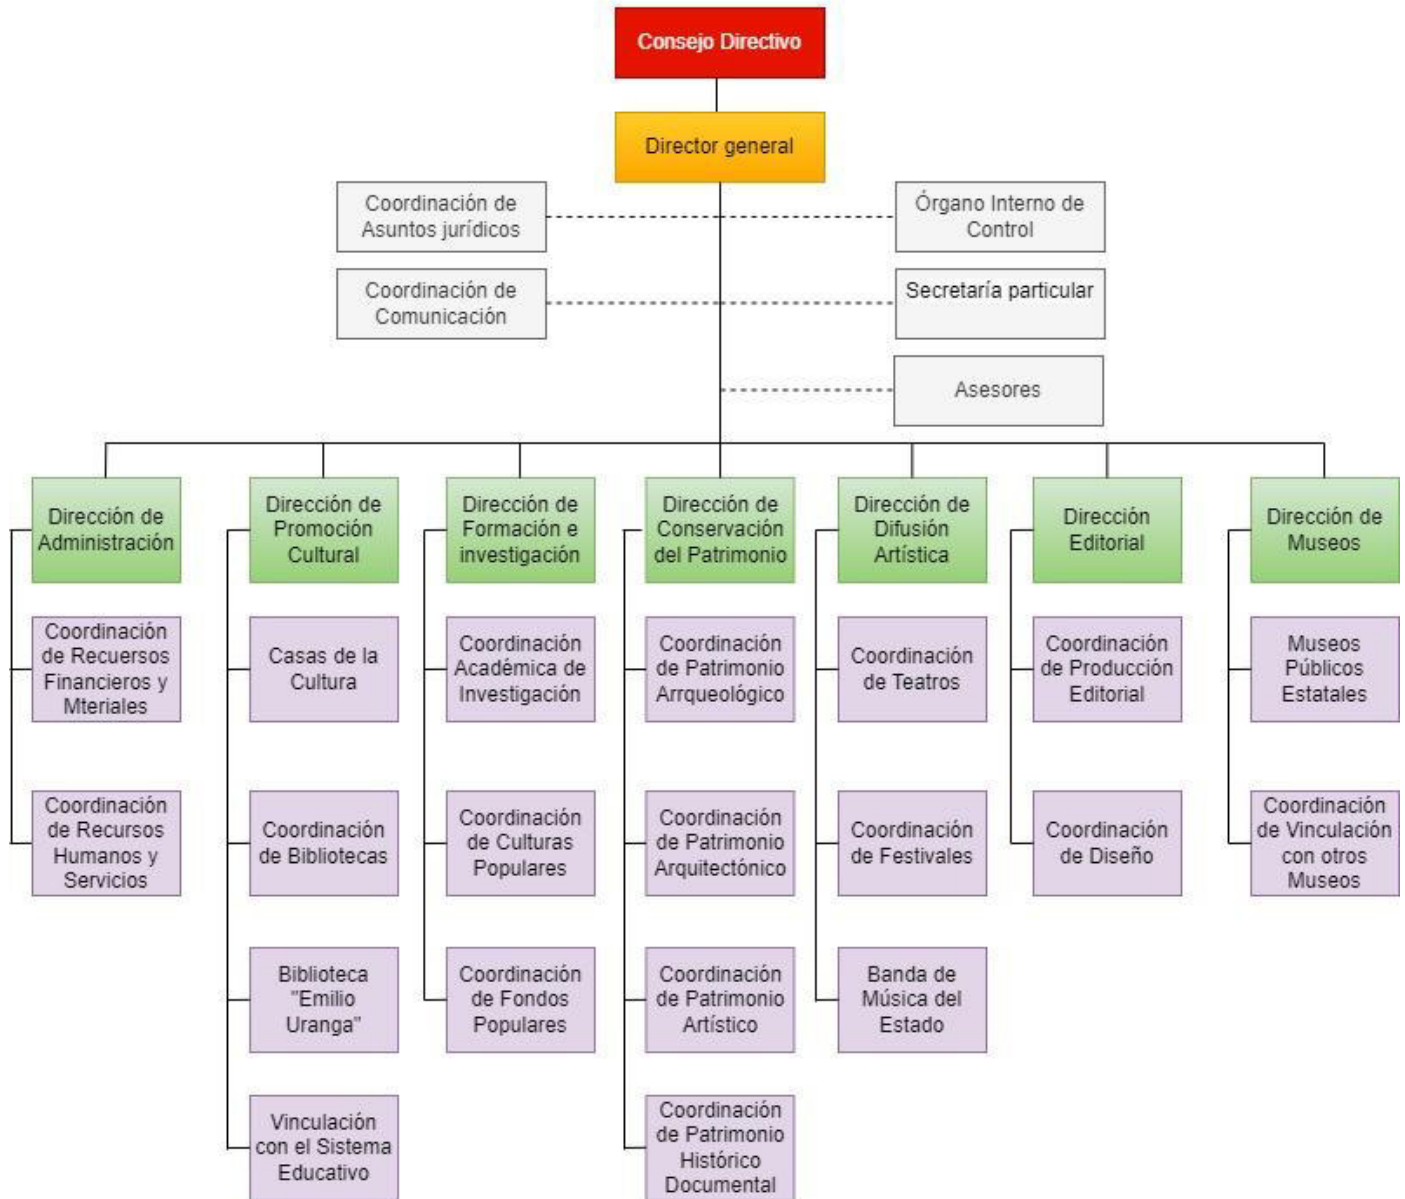 Consejo Directivo
Director general
Coordinación de
Asuntos jurídicos
Órgano Interno de
Control
Coordinación de
Comunicación
Secretaría particular
Asesores
Dirección de
Administración
Dirección de
Promoción
Cultural
Dirección de
Formación e
investigación
Dirección de
Conservación
del Patrimonio
Dirección de
Difusión
Artística
Dirección
Editorial
Dirección de
Museos
Coordinación
de Recuersos
Financieros y
Mteriales
Casas de la
Cultura
Coordinación
Académica de
Investigación
Coordinación
de Patrimonio
Arrqueológico
Coordinación
de Teatros
Coordinación
de Producción
Editorial
Museos
Públicos
Estatales
Coordinación
de Recursos
Humanos y
Servicios
Coordinación
de Bibliotecas
Coordinación
de Culturas
Populares
Coordinación
de Patrimonio
Arquitectónico
Coordinación
de Festivales
Coordinación
de Diseño
Coordinación
de Vinculación
con otros
Museos
Biblioteca
"Emilio
Uranga"
Coordinación
de Fondos
Populares
Coordinación
de Patrimonio
Artístico
Banda de
Música del
Estado
Vinculación
con el Sistema
Educativo
Coordinación
de Patrimonio
Histórico
Documental